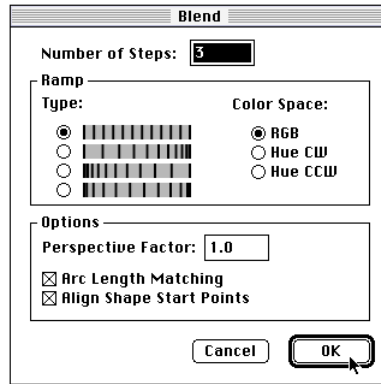 Blend
Number of Steps: 3
Ramp
Type:
Color Space:
RGB
Hue CW
Hue CCW
Options
Perspective Factor: 1.0
Arc Length Matching
Align Shape Start Points
Cancel
OK